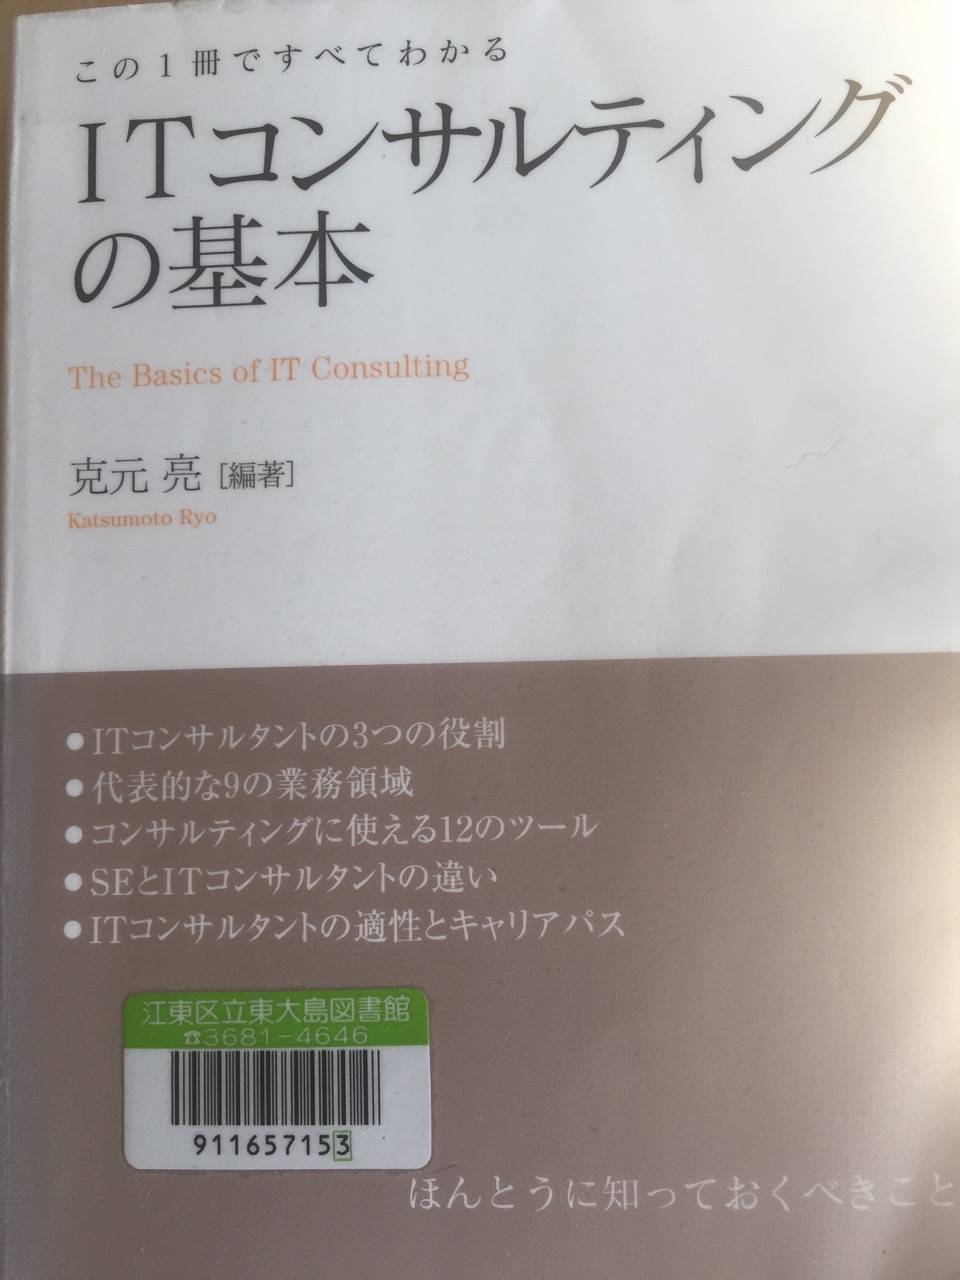 この1冊ですべてわかる
ITコンサルティング
の基本
The Basics of IT Consulting
克元 亮 [編著]
Katsumoto Ryo
●ITコンサルタントの3つの役割
●代表的な9の業務領域
●コンサルティングに使える12のツール
●SEとITコンサルタントの違い
●ITコンサルタントの適性とキャリアパス
江東区立東大島図書館
☎3681-4646
9116571533
ほんとうに知っておくべきこと